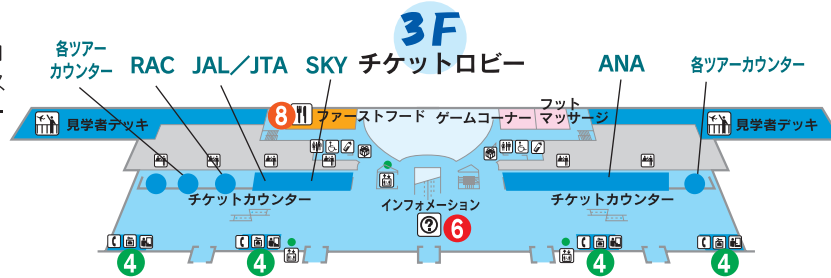 3F
チケットロビー
各ツアー
カウンター
RAC
JAL／JTA
SKY
ANA
各ツアーカウンター
見学者デッキ
8
ファーストフード
ゲームコーナー
フット
マッサージ
見学者デッキ
チケットカウンター
インフォメーション
チケットカウンター
?
6
4
4
4
4